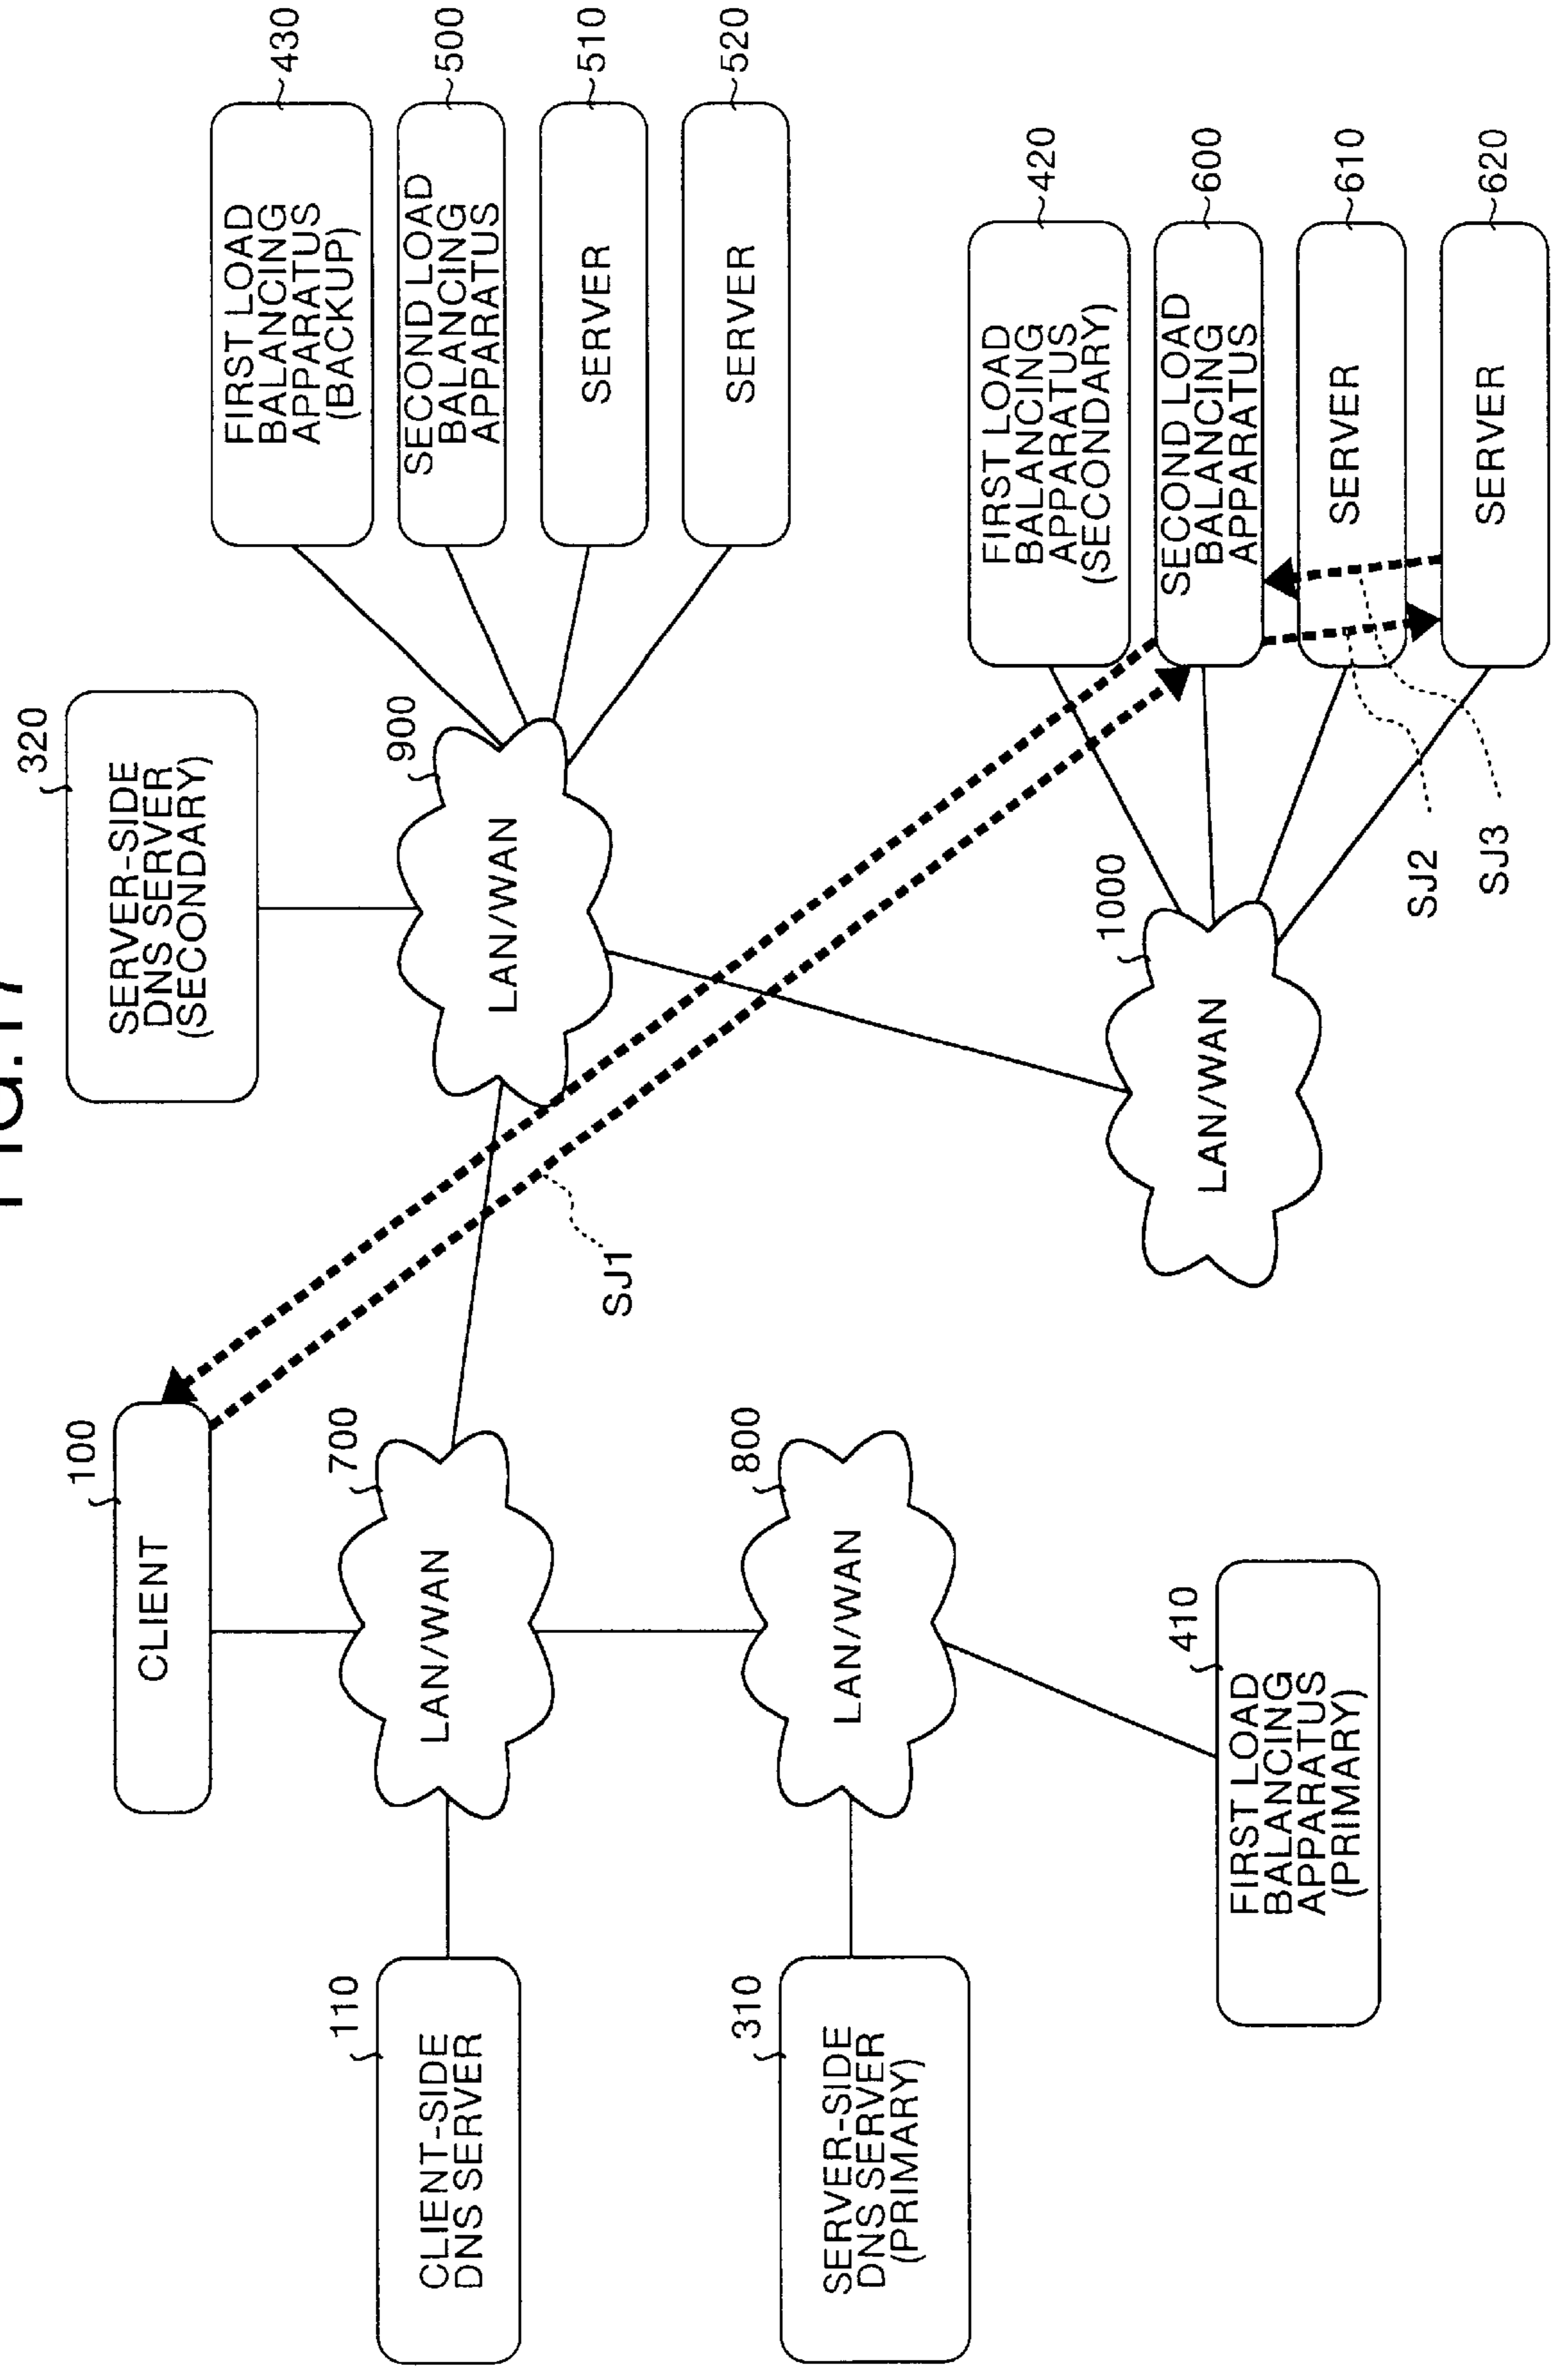 100
CLIENT
320
SERVER-SIDE
DNS SERVER
(SECONDARY)
430
FIRST LOAD
BALANCING
APPARATUS
(BACKUP)
110
CLIENT-SIDE
DNS SERVER
700
LAN/WAN
900
LAN/WAN
500
SECOND LOAD
BALANCING
APPARATUS
510
SERVER
520
SERVER
SJ1
310
SERVER-SIDE
DNS SERVER
(PRIMARY)
800
LAN/WAN
420
FIRST LOAD
BALANCING
APPARATUS
(SECONDARY)
410
FIRST LOAD
BALANCING
APPARATUS
(PRIMARY)
1000
LAN/WAN
600
SECOND LOAD
BALANCING
APPARATUS
610
SERVER
620
SERVER
SJ2
SJ3